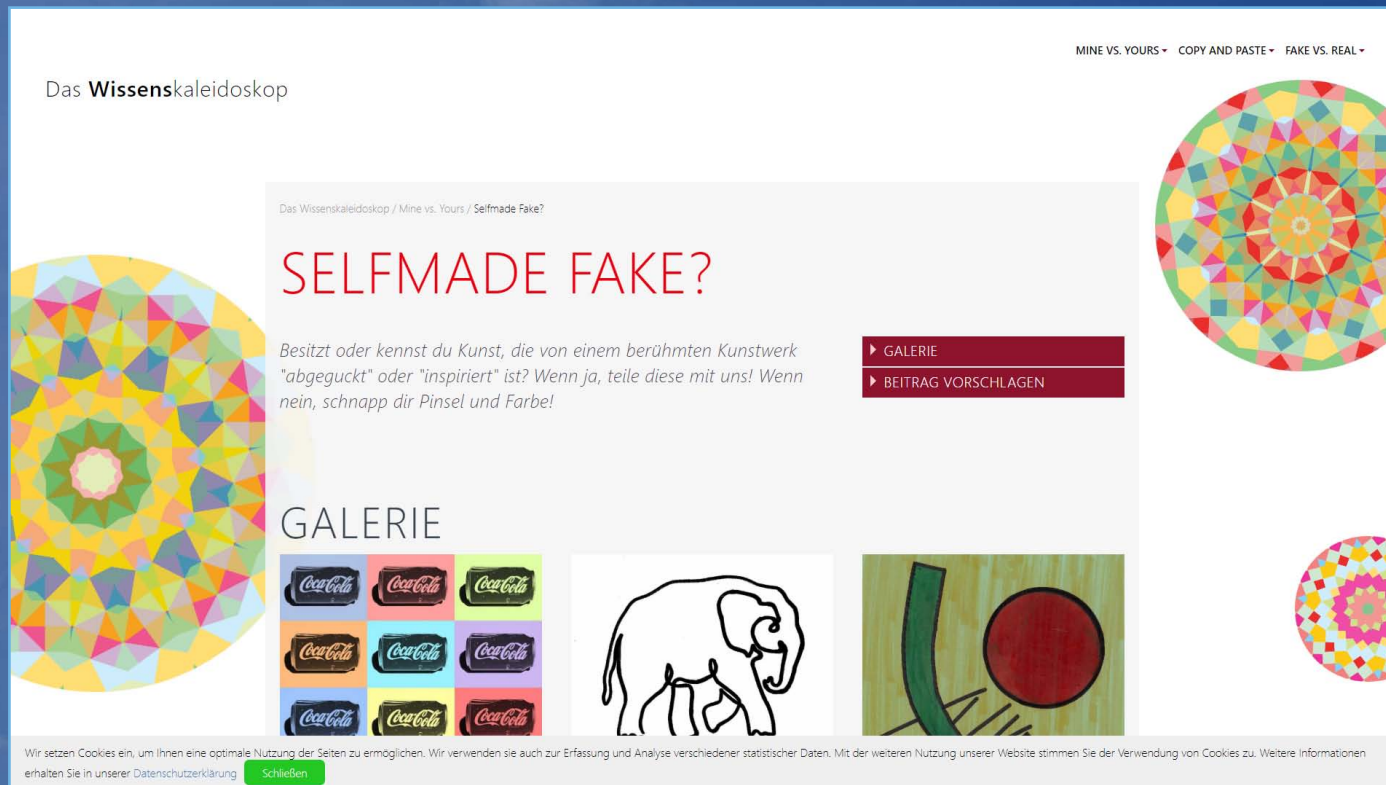 MINE VS. YOURS COPY AND PASTE FAKE VS. REAL
Das Wissenskaleidoskop
Das Wissenskaleidoskop / Mine vs. Yours / Selfmade Fake?
SELFMADE FAKE?
Besitzt oder kennst du Kunst, die von einem berühmten Kunstwerk
"abgeguckt" oder "inspiriert" ist? Wenn ja, teile diese mit uns! Wenn
nein, schnapp dir Pinsel und Farbe!
GALERIE
BEITRAG VORSCHLAGEN
GALERIE
Coca-Cola Coca-Cola Coca-Cola
Coca-Cola Coca-Cola Coca-Cola
Coca-Cola Coca-Cola Coca-Cola
Wir setzen Cookies ein, um Ihnen eine optimale Nutzung der Seiten zu ermöglichen. Wir verwenden sie auch zur Erfassung und Analyse verschiedener statistischer Daten. Mit der weiteren Nutzung unserer Website stimmen Sie der Verwendung von Cookies zu. Weitere Informationen
erhalten Sie in unserer Datenschutzerklärung Schließen